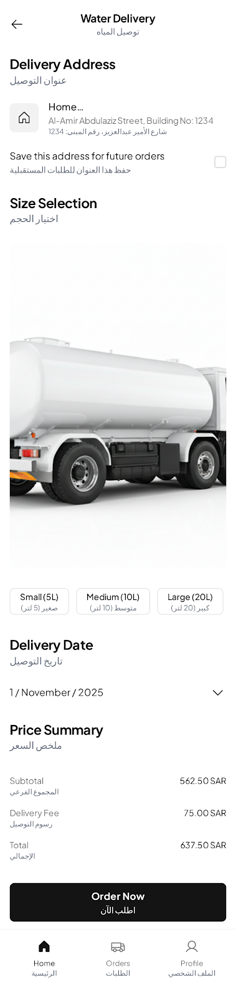 Water Delivery
توصيل المياه
Delivery Address
عنوان التوصيل
Home...
Al-Amir Abdulaziz Street, Building No: 1234
شارع الأمير عبدالعزيز، رقم المبنى: 1234
Save this address for future orders
حفظ هذا العنوان للطلبات المستقبلية
Size Selection
اختيار الحجم
Small (5L)
صغير (5 لتر)
Medium (10L)
متوسط (10 لتر)
Large (20L)
كبير (20 لتر)
Delivery Date
تاريخ التوصيل
1 / November / 2025
Price Summary
ملخص السعر
Subtotal
المجموع الفرعي
562.50 SAR
Delivery Fee
رسوم التوصيل
75.00 SAR
Total
الإجمالي
637.50 SAR
Order Now
اطلب الآن
Home
الرئيسية
Orders
الطلبات
Profile
الملف الشخصي